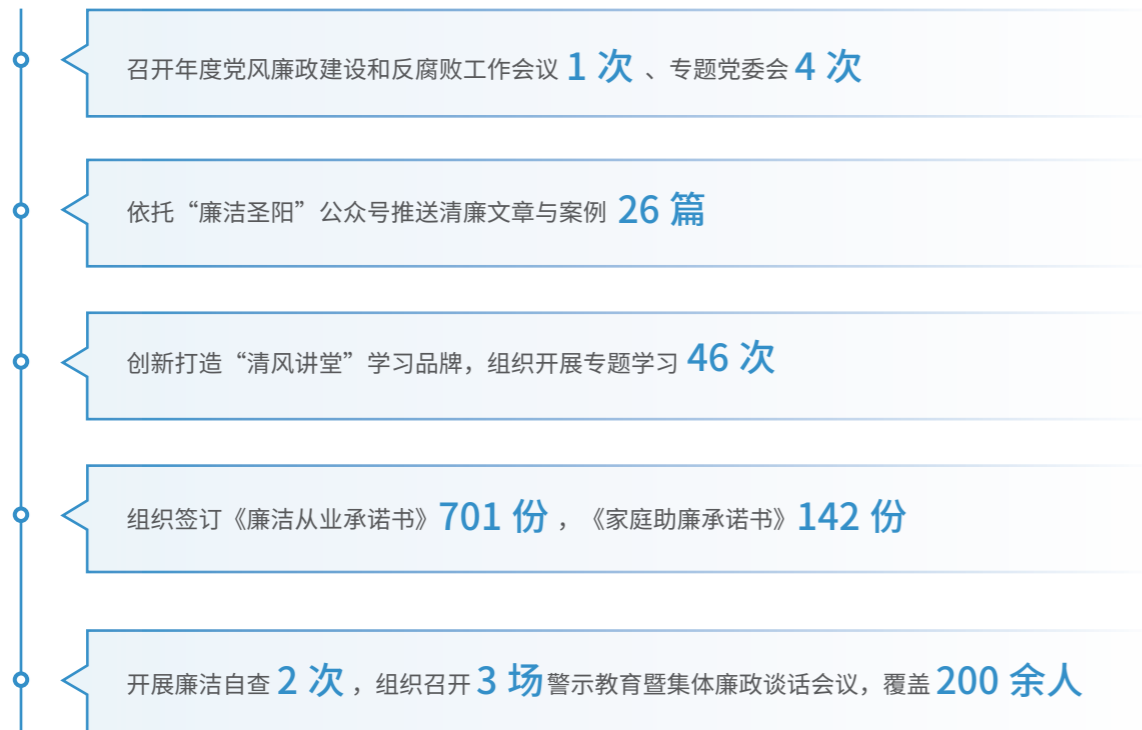 召开年度党风廉政建设和反腐败工作会议 1 次 、专题党委会 4 次
依托“廉洁圣阳”公众号推送清廉文章与案例 26 篇
创新打造“清风讲堂”学习品牌，组织开展专题学习 46 次
组织签订《廉洁从业承诺书》701 份 ，《家庭助廉承诺书》142 份
开展廉洁自查 2 次 ，组织召开 3 场警示教育暨集体廉政谈话会议，覆盖 200 余人